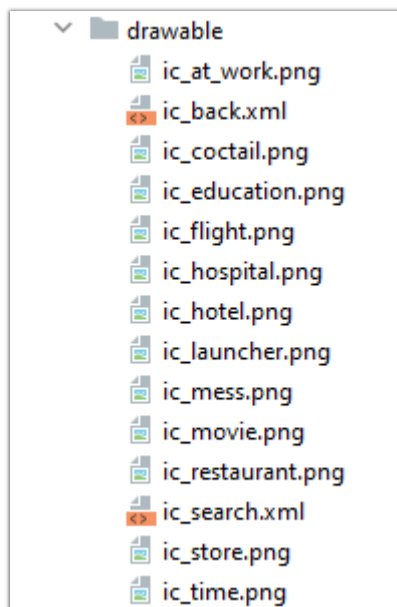 drawable
ic_at_work.png
ic_back.xml
ic_coctail.png
ic_education.png
ic_flight.png
ic_hospital.png
ic_hotel.png
ic_launcher.png
ic_mess.png
ic_movie.png
ic_restaurant.png
ic_search.xml
ic_store.png
ic_time.png